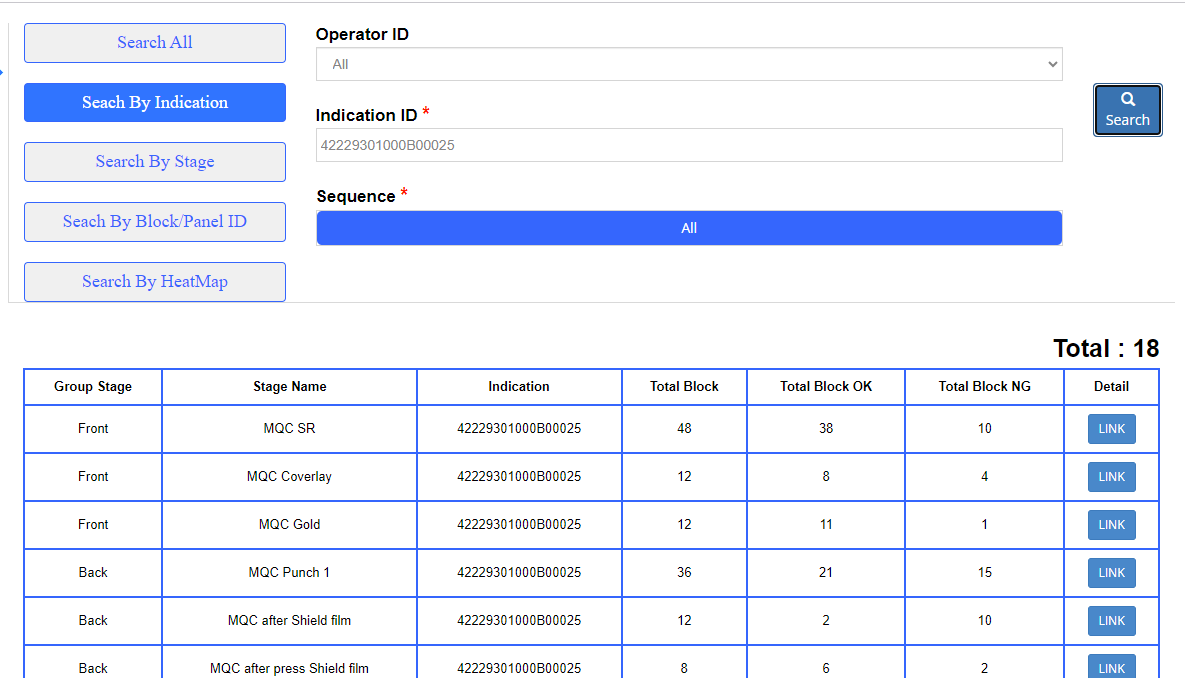 Search All
Seach By Indication
Search By Stage
Seach By Block/Panel ID
Search By HeatMap
Operator ID
All
Indication ID *
42229301000B00025
Sequence *
All
Search
Total : 18
Group Stage Stage Name Indication Total Block Total Block OK Total Block NG Detail
Front MQC SR 42229301000B00025 48 38 10 LINK
Front MQC Coverlay 42229301000B00025 12 8 4 LINK
Front MQC Gold 42229301000B00025 12 11 1 LINK
Back MQC Punch 1 42229301000B00025 36 21 15 LINK
Back MQC after Shield film 42229301000B00025 12 2 10 LINK
Back MQC after press Shield film 42229301000B00025 8 6 2 LINK